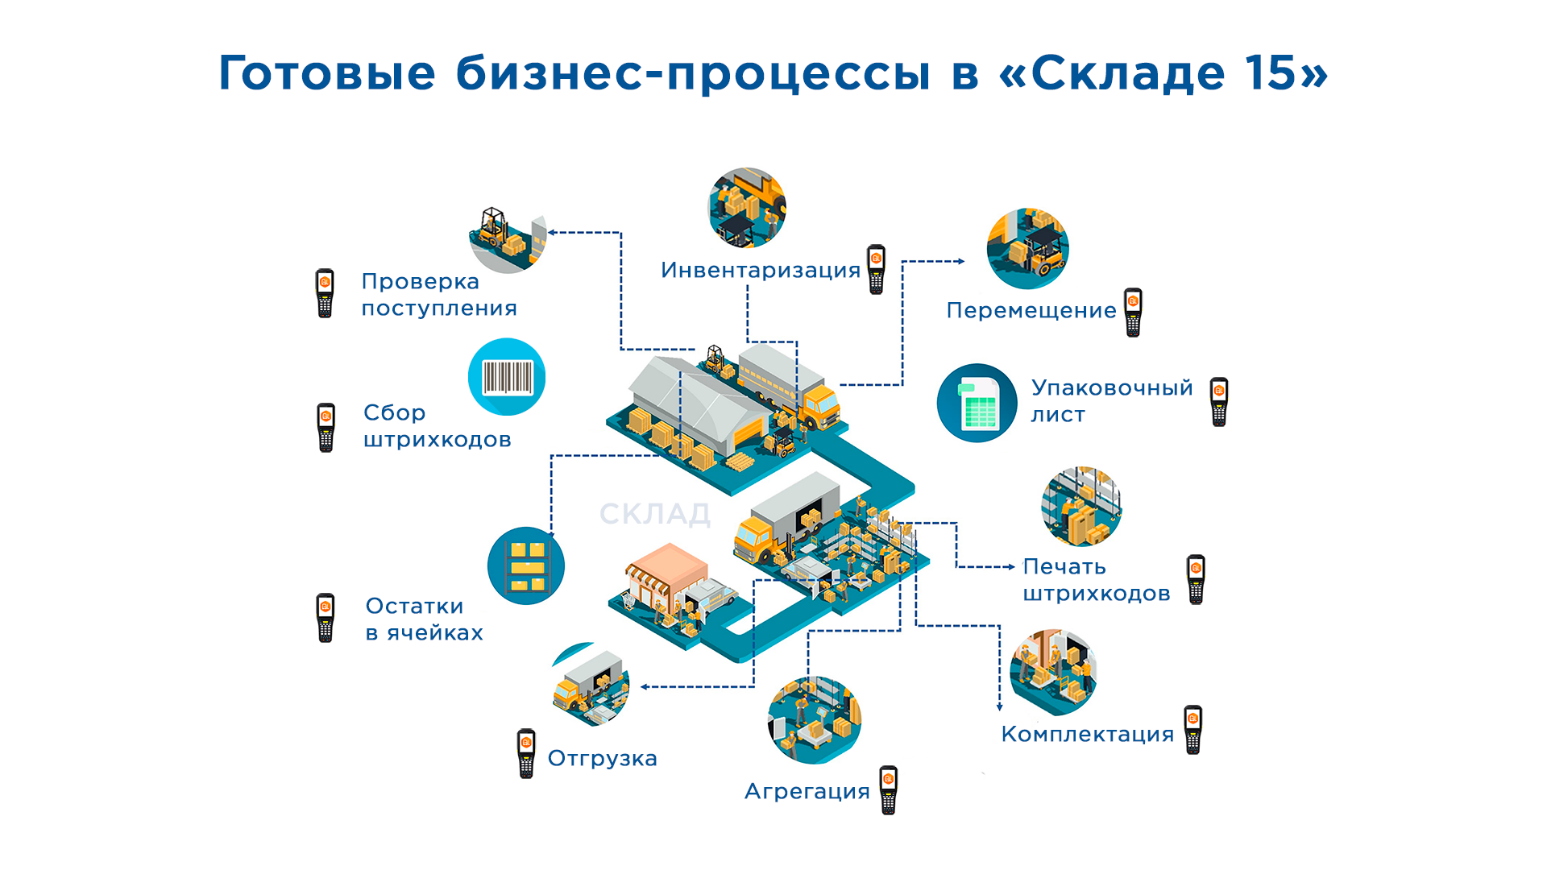 Готовые бизнес-процессы в «Складе 15»
Инвентаризация
Проверка
поступления
Перемещение
Сбор
штрихкодов
Упаковочный
лист
СКЛАД
Остатки
в ячейках
Печать
штрихкодов
Отгрузка
Агрегация
Комплектация